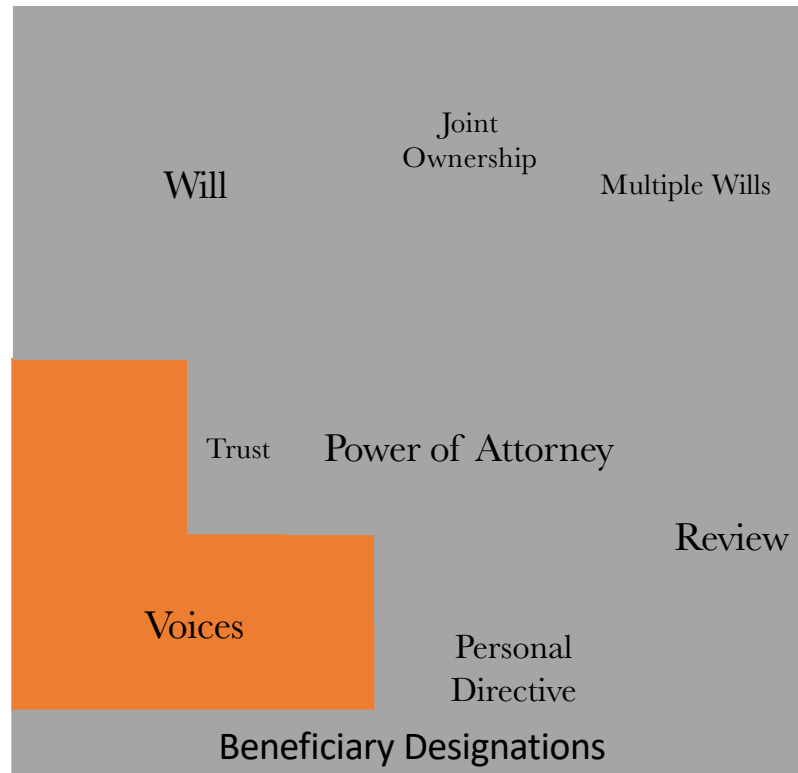 Joint
Ownership
Will
Multiple Wills
Trust
Power of Attorney
Review
Voices
Personal
Directive
Beneficiary Designations